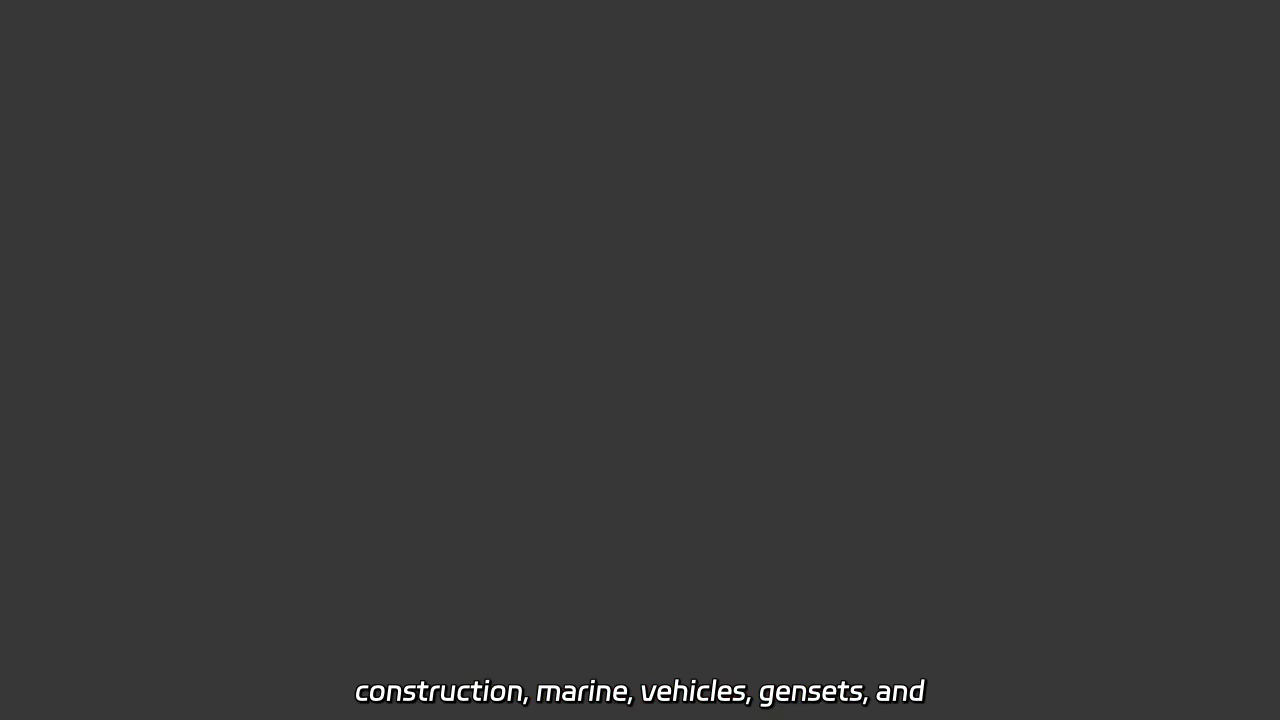 construction, marine, vehicles, gensets, and